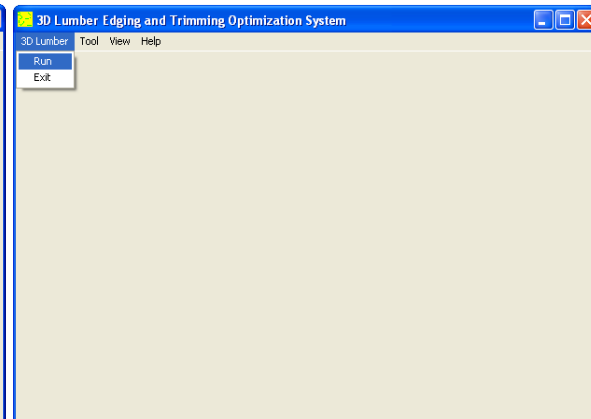 3D Lumber Edging and Trimming Optimization System
3D Lumber Tool View Help
Run
Exit